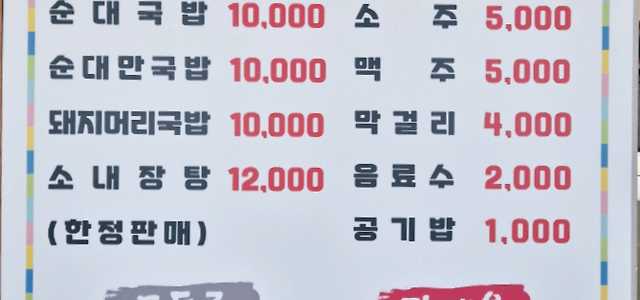 순대국밥 10,000
순대만국밥 10,000
돼지머리국밥 10,000
소내장탕 12,000
(한정판매)
소주 5,000
맥주 5,000
막걸리 4,000
음료수 2,000
공기밥 1,000